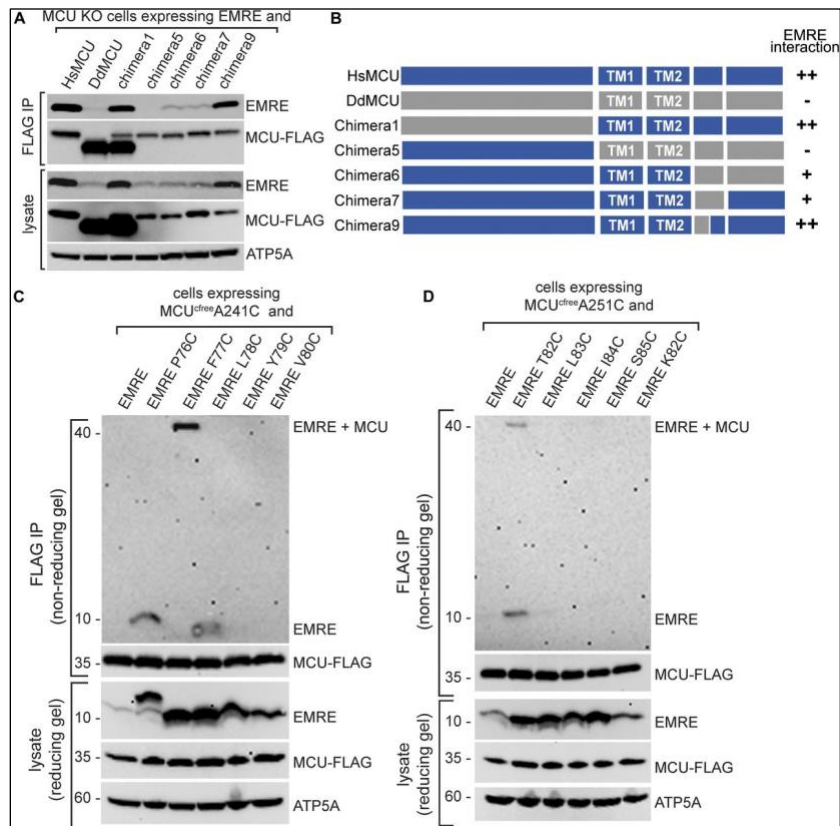 A
MCU KO cells expressing EMRE and
HsMCU
DdMCU
chimera1
chimera5
chimera6
chimera7
chimera9
FLAG IP
EMRE
MCU-FLAG
lysate
EMRE
MCU-FLAG
ATP5A
B
EMRE
interaction
HsMCU TM1 TM2 ++
DdMCU TM1 TM2 -
Chimera1 TM1 TM2 ++
Chimera5 TM1 TM2 -
Chimera6 TM1 TM2 +
Chimera7 TM1 TM2 +
Chimera9 TM1 TM2 ++
C
cells expressing
MCUcfreeA241C and
EMRE
EMRE P76C
EMRE F77C
EMRE L78C
EMRE Y79C
EMRE V80C
FLAG IP
(non-reducing gel)
40 - EMRE + MCU
10 - EMRE
35 - MCU-FLAG
lysate
(reducing gel)
10 - EMRE
35 - MCU-FLAG
60 - ATP5A
D
cells expressing
MCUcfreeA251C and
EMRE
EMRE T82C
EMRE L83C
EMRE I84C
EMRE S85C
EMRE K82C
FLAG IP
(non-reducing gel)
40 - EMRE + MCU
10 - EMRE
35 - MCU-FLAG
lysate
(reducing gel)
10 - EMRE
35 - MCU-FLAG
60 - ATP5A